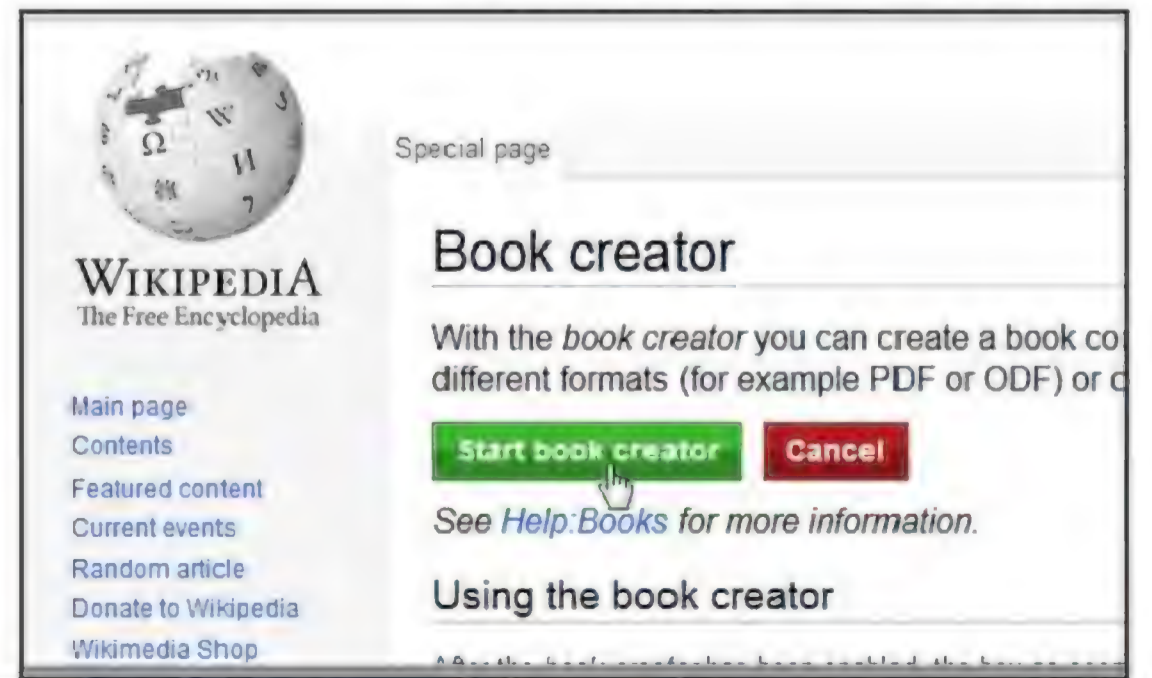 Ω
W
И
7
WIKIPEDIA
The Free Encyclopedia
Main page
Contents
Featured content
Current events
Random article
Donate to Wikipedia
Wikimedia Shop
Special page
Book creator
With the book creator you can create a book co
different formats (for example PDF or ODF) or
Start book creator
Cancel
See Help:Books for more information.
Using the book creator